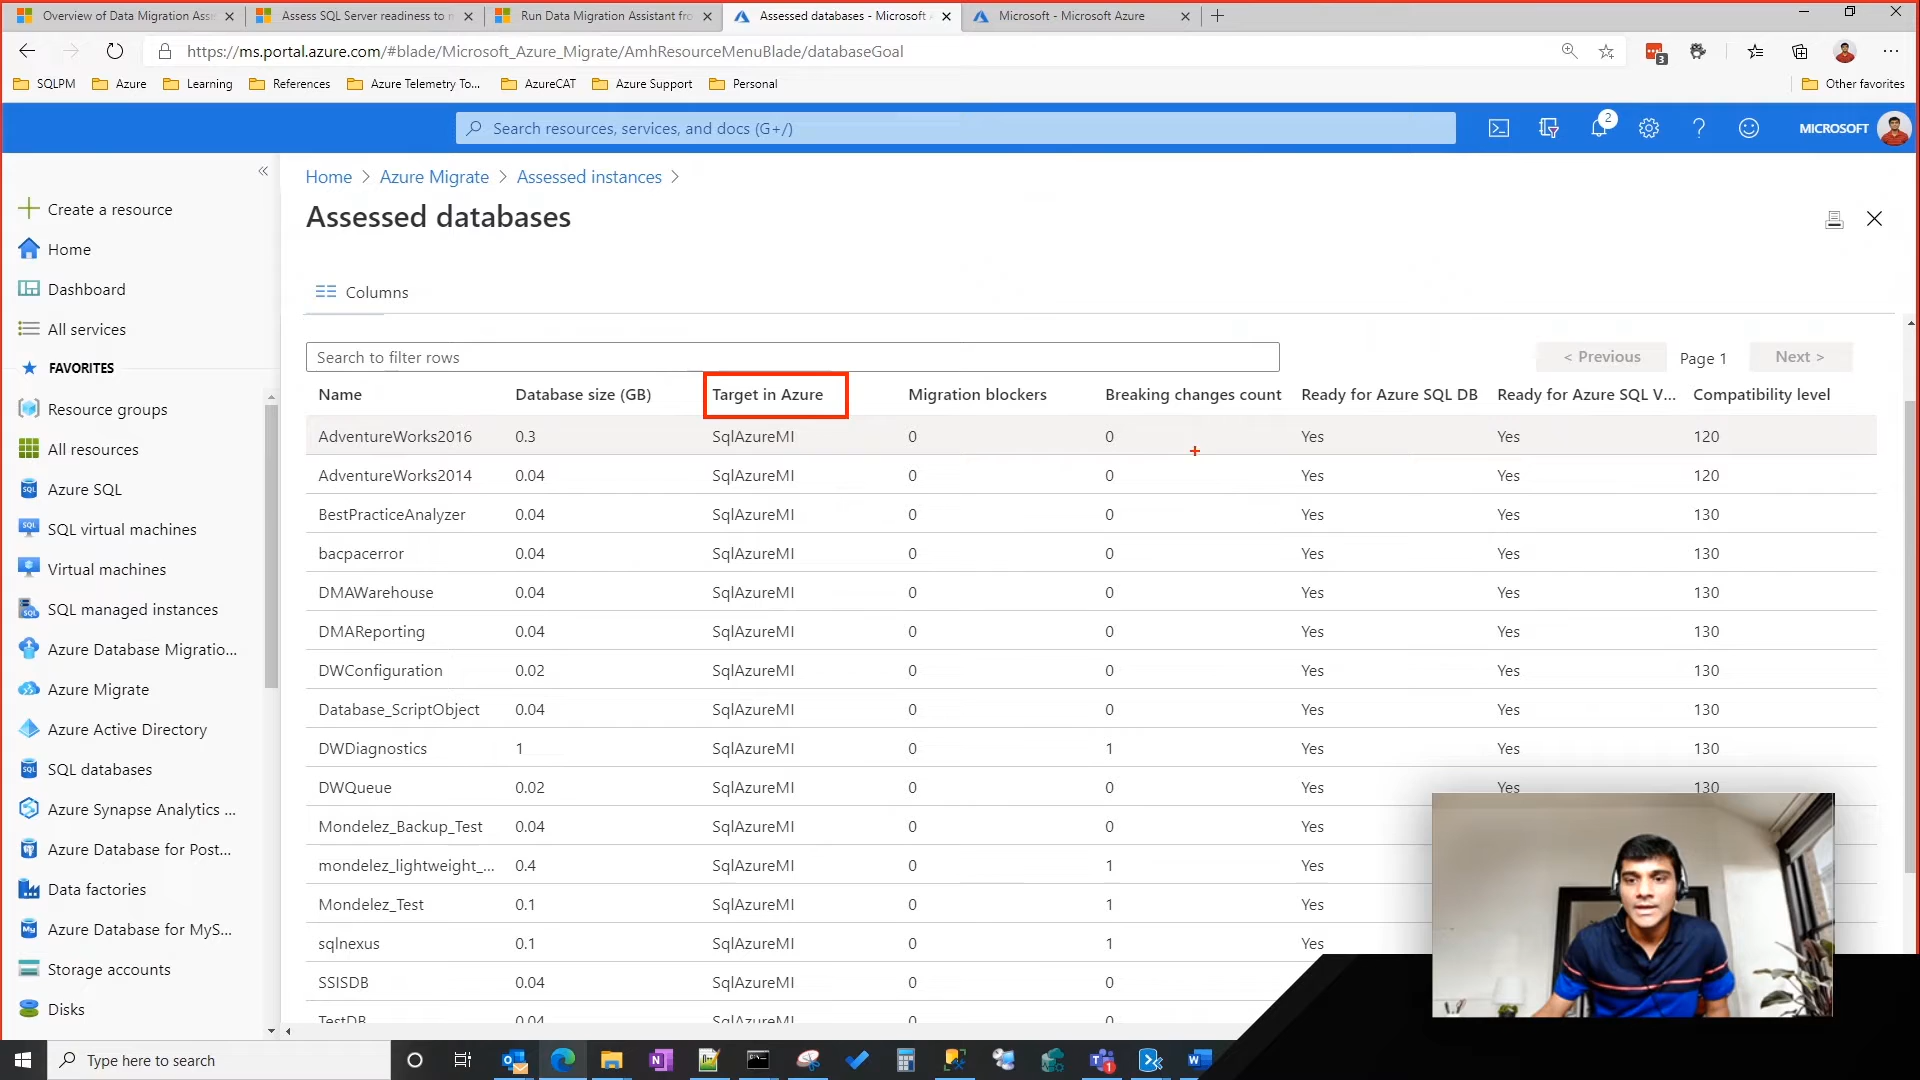 Overview of Data Migration Assis
Assess SQL Server readiness to m
Run Data Migration Assistant fro
Assessed databases - Microsoft A
Microsoft - Microsoft Azure
https://ms.portal.azure.com/#blade/Microsoft_Azure_Migrate/AmhResourceMenuBlade/databaseGoal
3
SQLPM Azure Learning References Azure Telemetry To... AzureCAT Azure Support Personal Other favorites
Search resources, services, and docs (G+/)
2
MICROSOFT
Home > Azure Migrate > Assessed instances >
Assessed databases
Create a resource
Home
Dashboard
All services
FAVORITES
Resource groups
All resources
Azure SQL
SQL virtual machines
Virtual machines
SQL managed instances
Azure Database Migratio...
Azure Migrate
Azure Active Directory
SQL databases
Azure Synapse Analytics ...
Azure Database for Post...
Data factories
Azure Database for MyS...
Storage accounts
Disks
Columns
Search to filter rows
< Previous Page 1 Next >
Name Database size (GB) Target in Azure Migration blockers Breaking changes count Ready for Azure SQL DB Ready for Azure SQL V... Compatibility level
AdventureWorks2016 0.3 SqlAzureMI 0 0 Yes Yes 120
AdventureWorks2014 0.04 SqlAzureMI 0 0 Yes Yes 120
BestPracticeAnalyzer 0.04 SqlAzureMI 0 0 Yes Yes 130
bacpacerror 0.04 SqlAzureMI 0 0 Yes Yes 130
DMAWarehouse 0.04 SqlAzureMI 0 0 Yes Yes 130
DMAReporting 0.04 SqlAzureMI 0 0 Yes Yes 130
DWConfiguration 0.02 SqlAzureMI 0 0 Yes Yes 130
Database_ScriptObject 0.04 SqlAzureMI 0 0 Yes Yes 130
DWDiagnostics 1 SqlAzureMI 0 1 Yes Yes 130
DWQueue 0.02 SqlAzureMI 0 0 Yes Yes 130
Mondelez_Backup_Test 0.04 SqlAzureMI 0 0 Yes
mondelez_lightweight_... 0.4 SqlAzureMI 0 1 Yes
Mondelez_Test 0.1 SqlAzureMI 0 1 Yes
sqlnexus 0.1 SqlAzureMI 0 1 Yes
SSISDB 0.04 SqlAzureMI 0 0
TestDB 0.04 SqlAzureMI 0 0
Type here to search